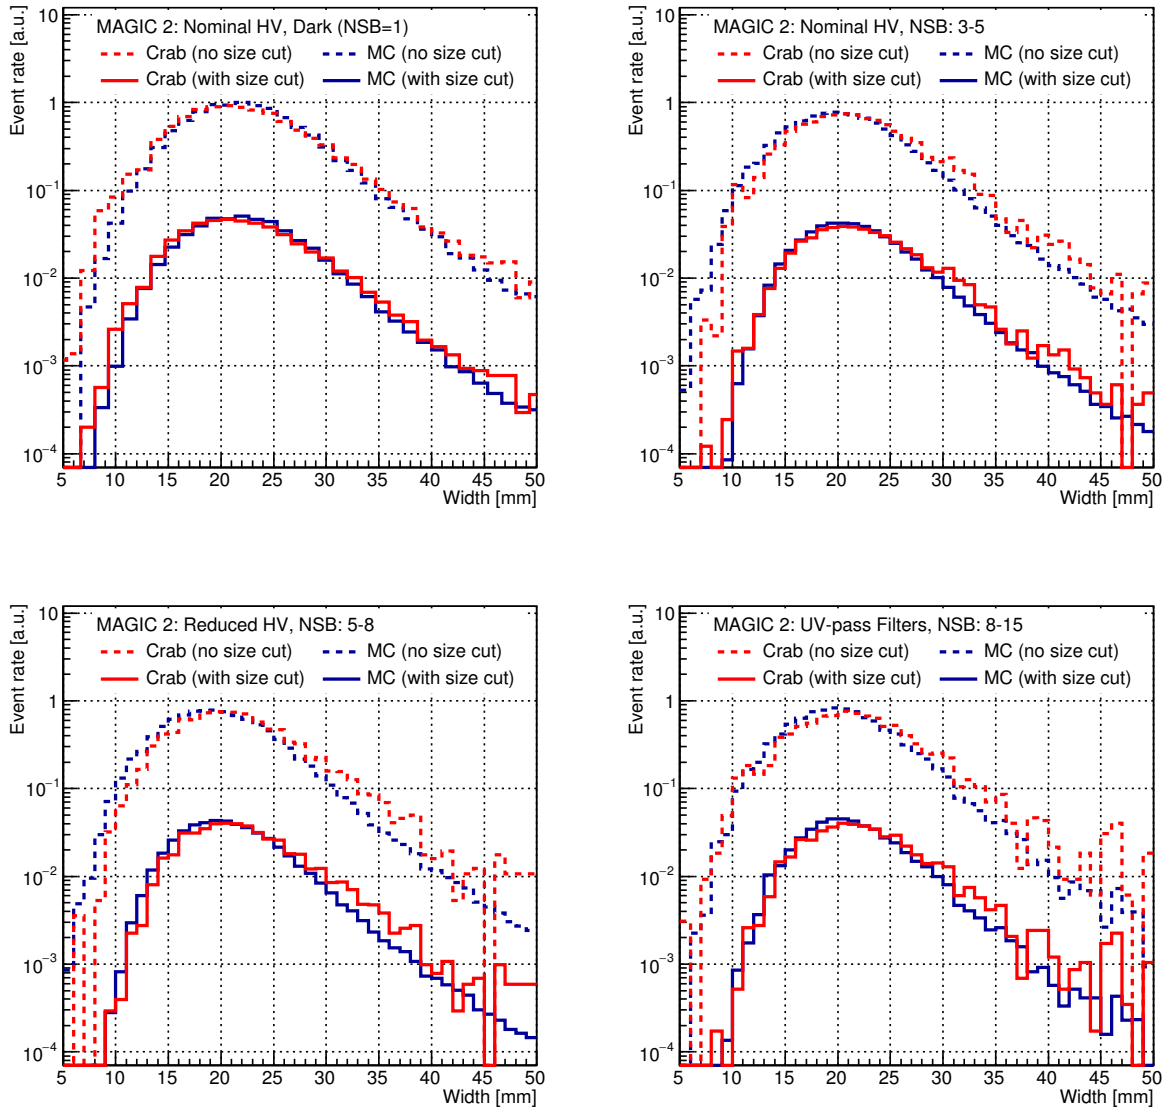 MAGIC 2: Nominal HV, Dark (NSB=1)
Crab (no size cut) MC (no size cut)
Crab (with size cut) MC (with size cut)
Event rate [a.u.]
10
1
10⁻¹
10⁻²
10⁻³
10⁻⁴
5 10 15 20 25 30 35 40 45 50
Width [mm]
MAGIC 2: Nominal HV, NSB: 3-5
Crab (no size cut) MC (no size cut)
Crab (with size cut) MC (with size cut)
Event rate [a.u.]
10
1
10⁻¹
10⁻²
10⁻³
10⁻⁴
5 10 15 20 25 30 35 40 45 50
Width [mm]
MAGIC 2: Reduced HV, NSB: 5-8
Crab (no size cut) MC (no size cut)
Crab (with size cut) MC (with size cut)
Event rate [a.u.]
10
1
10⁻¹
10⁻²
10⁻³
10⁻⁴
5 10 15 20 25 30 35 40 45 50
Width [mm]
MAGIC 2: UV-pass Filters, NSB: 8-15
Crab (no size cut) MC (no size cut)
Crab (with size cut) MC (with size cut)
Event rate [a.u.]
10
1
10⁻¹
10⁻²
10⁻³
10⁻⁴
5 10 15 20 25 30 35 40 45 50
Width [mm]